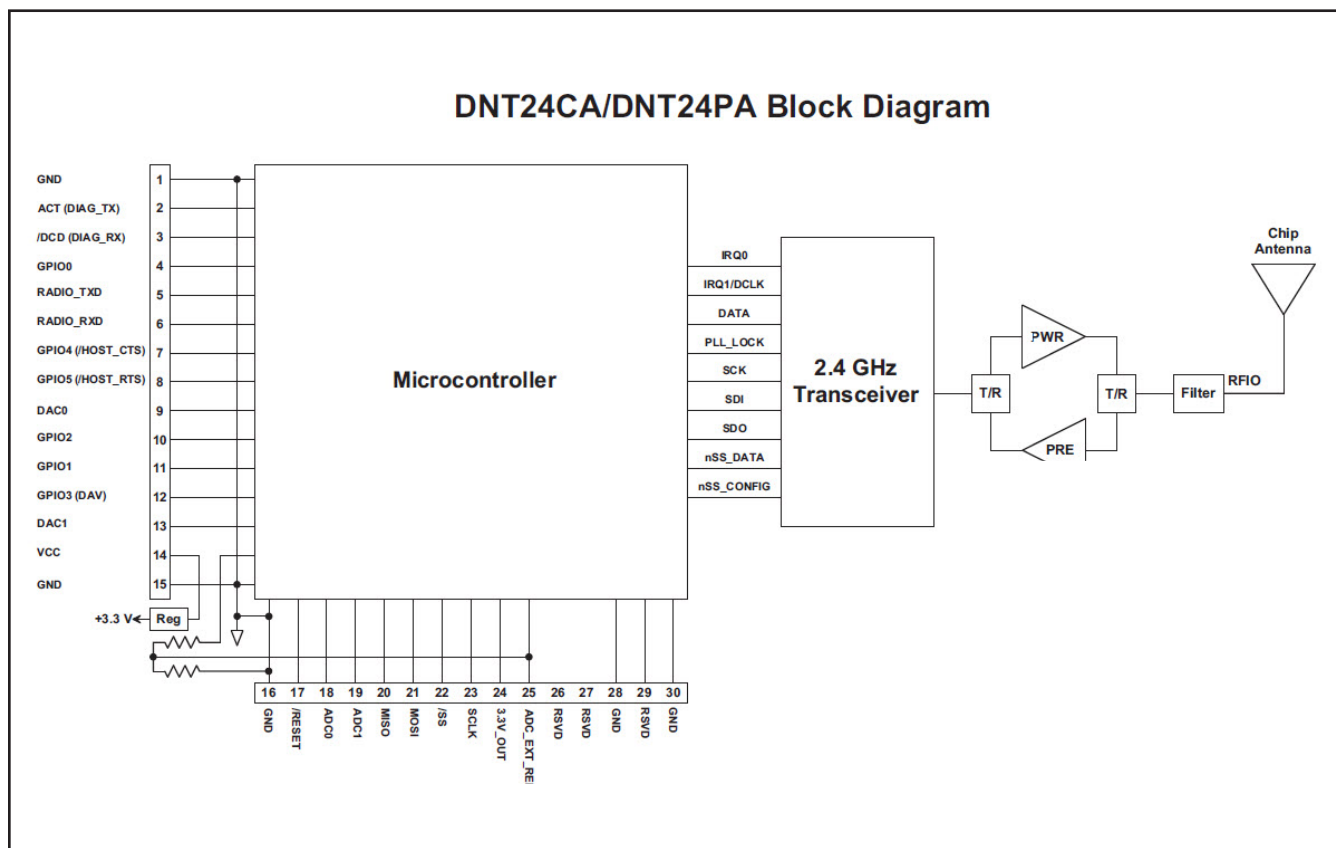 DNT24CA/DNT24PA Block Diagram
GND 1
ACT (DIAG_TX) 2
/DCD (DIAG_RX) 3
GPIO0 4
RADIO_TXD 5
RADIO_RXD 6
GPIO4 (/HOST_CTS) 7
GPIO5 (/HOST_RTS) 8
DAC0 9
GPIO2 10
GPIO1 11
GPIO3 (DAV) 12
DAC1 13
VCC 14
GND 15
+3.3 V Reg
Microcontroller
IRQ0
IRQ1/DCLK
DATA
PLL_LOCK
SCK
SDI
SDO
nSS_DATA
nSS_CONFIG
2.4 GHz
Transceiver
T/R
PWR
PRE
T/R
Filter
RFIO
Chip
Antenna
16 17 18 19 20 21 22 23 24 25 26 27 28 29 30
GND
/RESET
ADC0
ADC1
MISO
MOSI
/SS
SCLK
3.3V_OUT
ADC_EXT_RE
RSVD
RSVD
GND
RSVD
GND